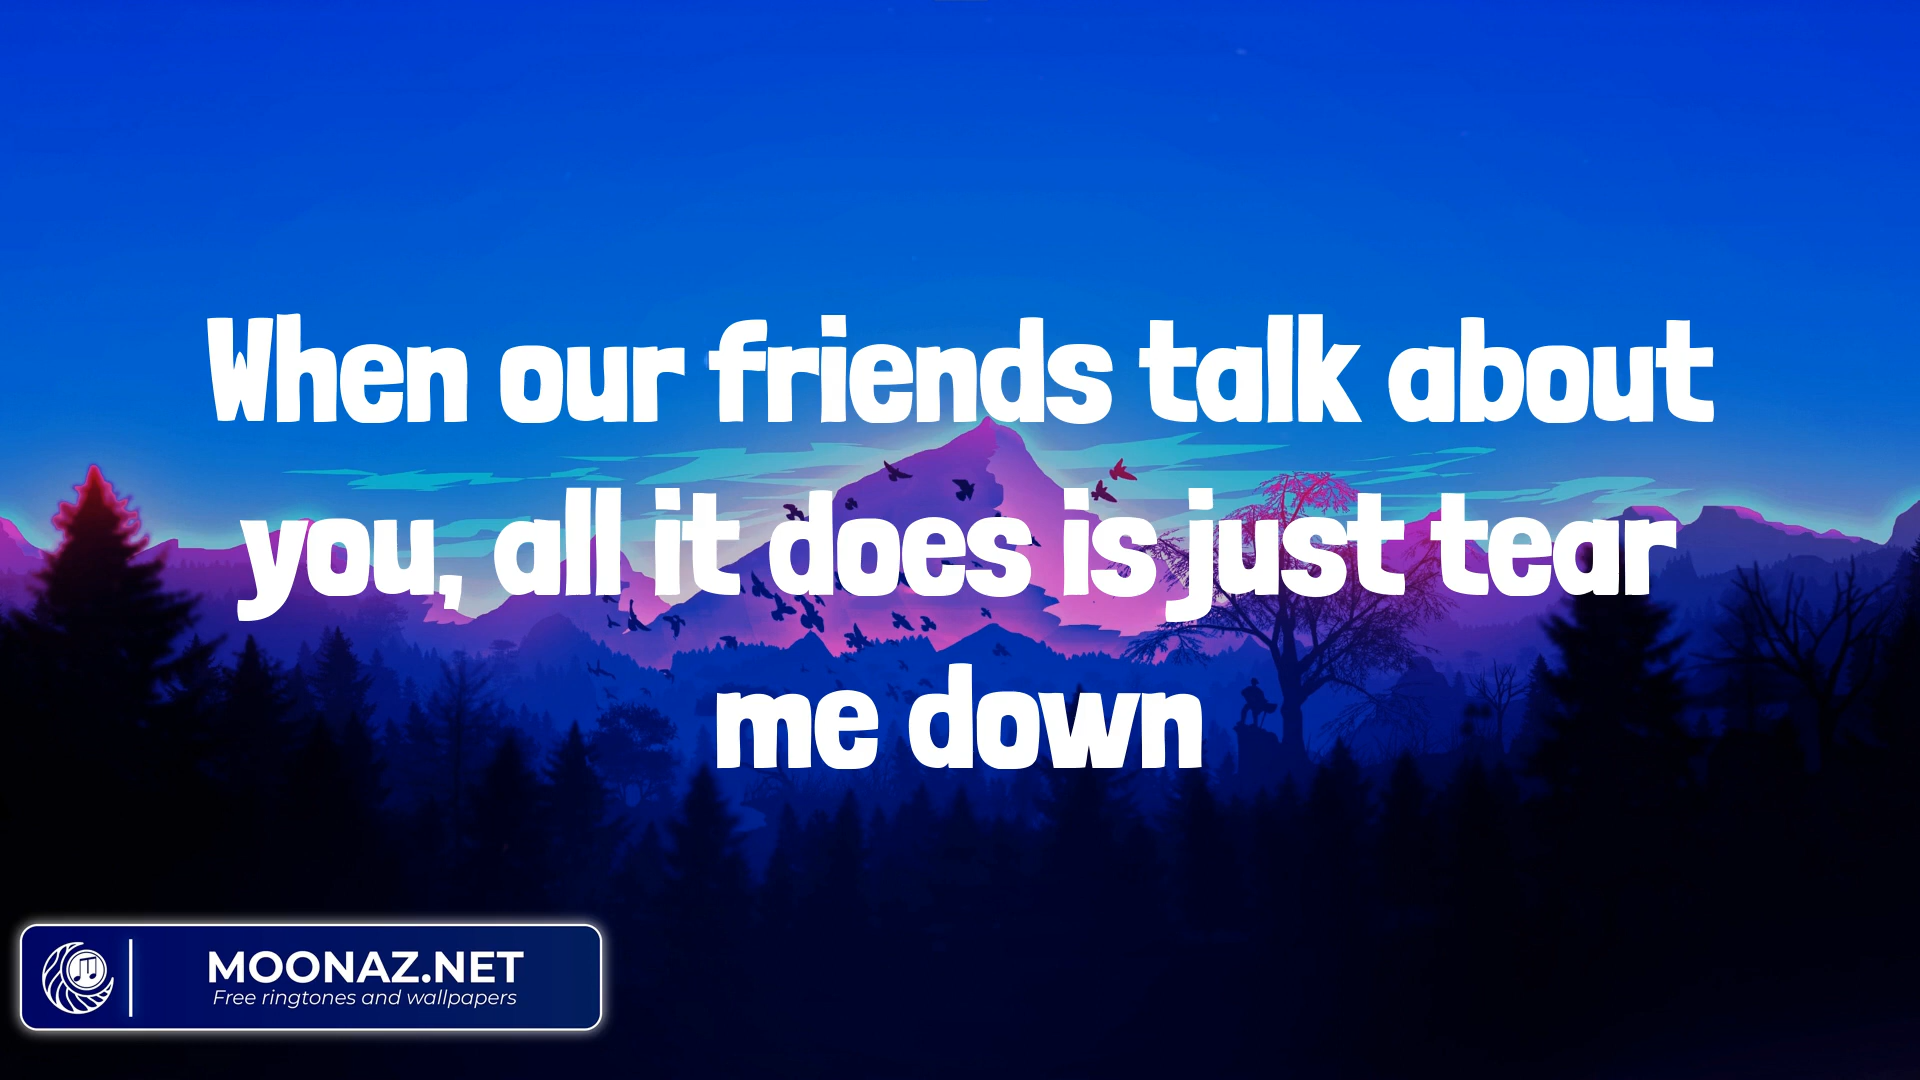 When our friends talk about
you, all it does is just tear
me down
MOONAZ.NET
Free ringtones and wallpapers